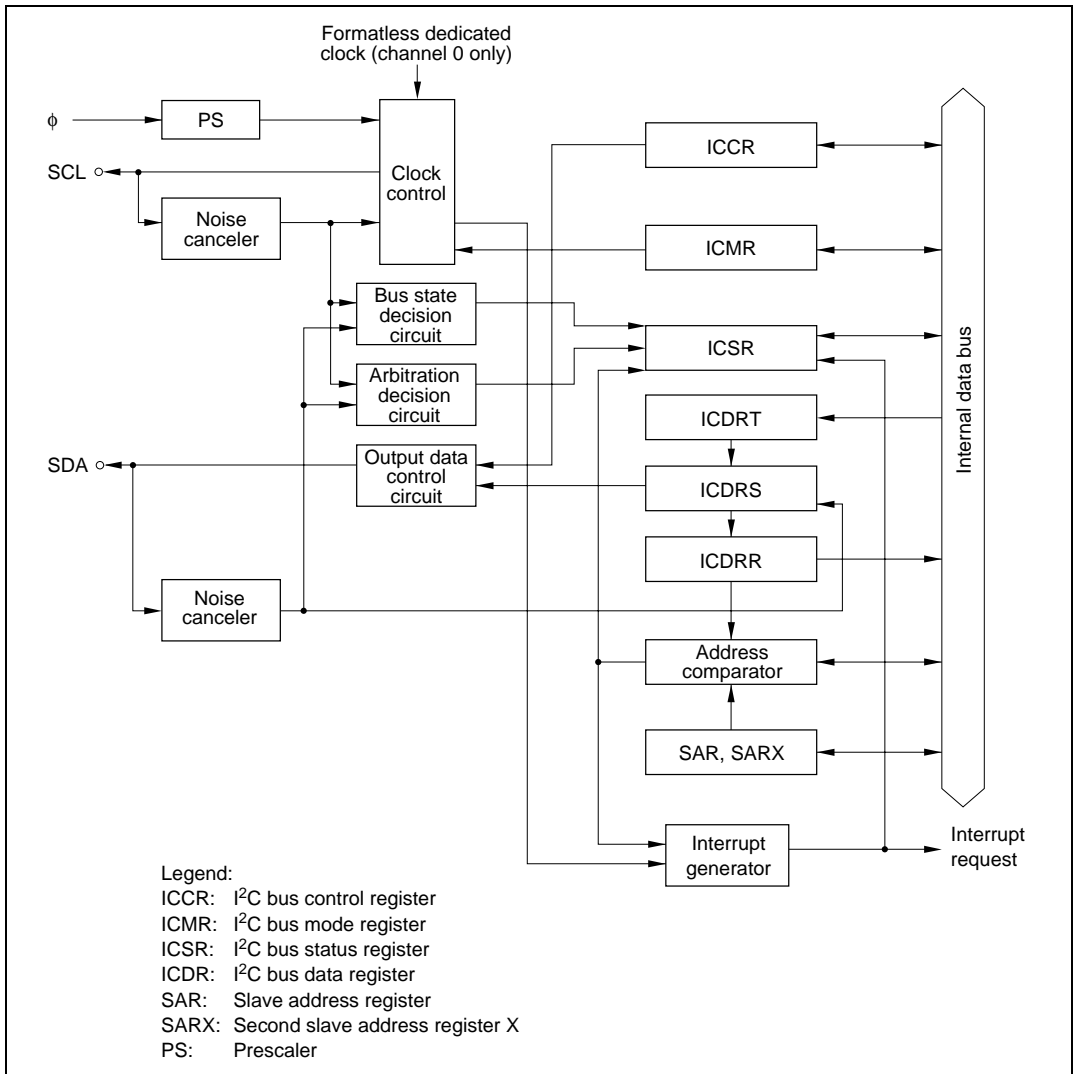 Formatless dedicated
clock (channel 0 only)
ϕ
PS
SCL
Clock
control
Noise
canceler
ICCR
ICMR
Bus state
decision
circuit
ICSR
Arbitration
decision
circuit
ICDRT
SDA
Output data
control
circuit
ICDRS
ICDRR
Noise
canceler
Address
comparator
SAR, SARX
Internal data bus
Interrupt
generator
Interrupt
request
Legend:
ICCR: I²C bus control register
ICMR: I²C bus mode register
ICSR: I²C bus status register
ICDR: I²C bus data register
SAR: Slave address register
SARX: Second slave address register X
PS: Prescaler